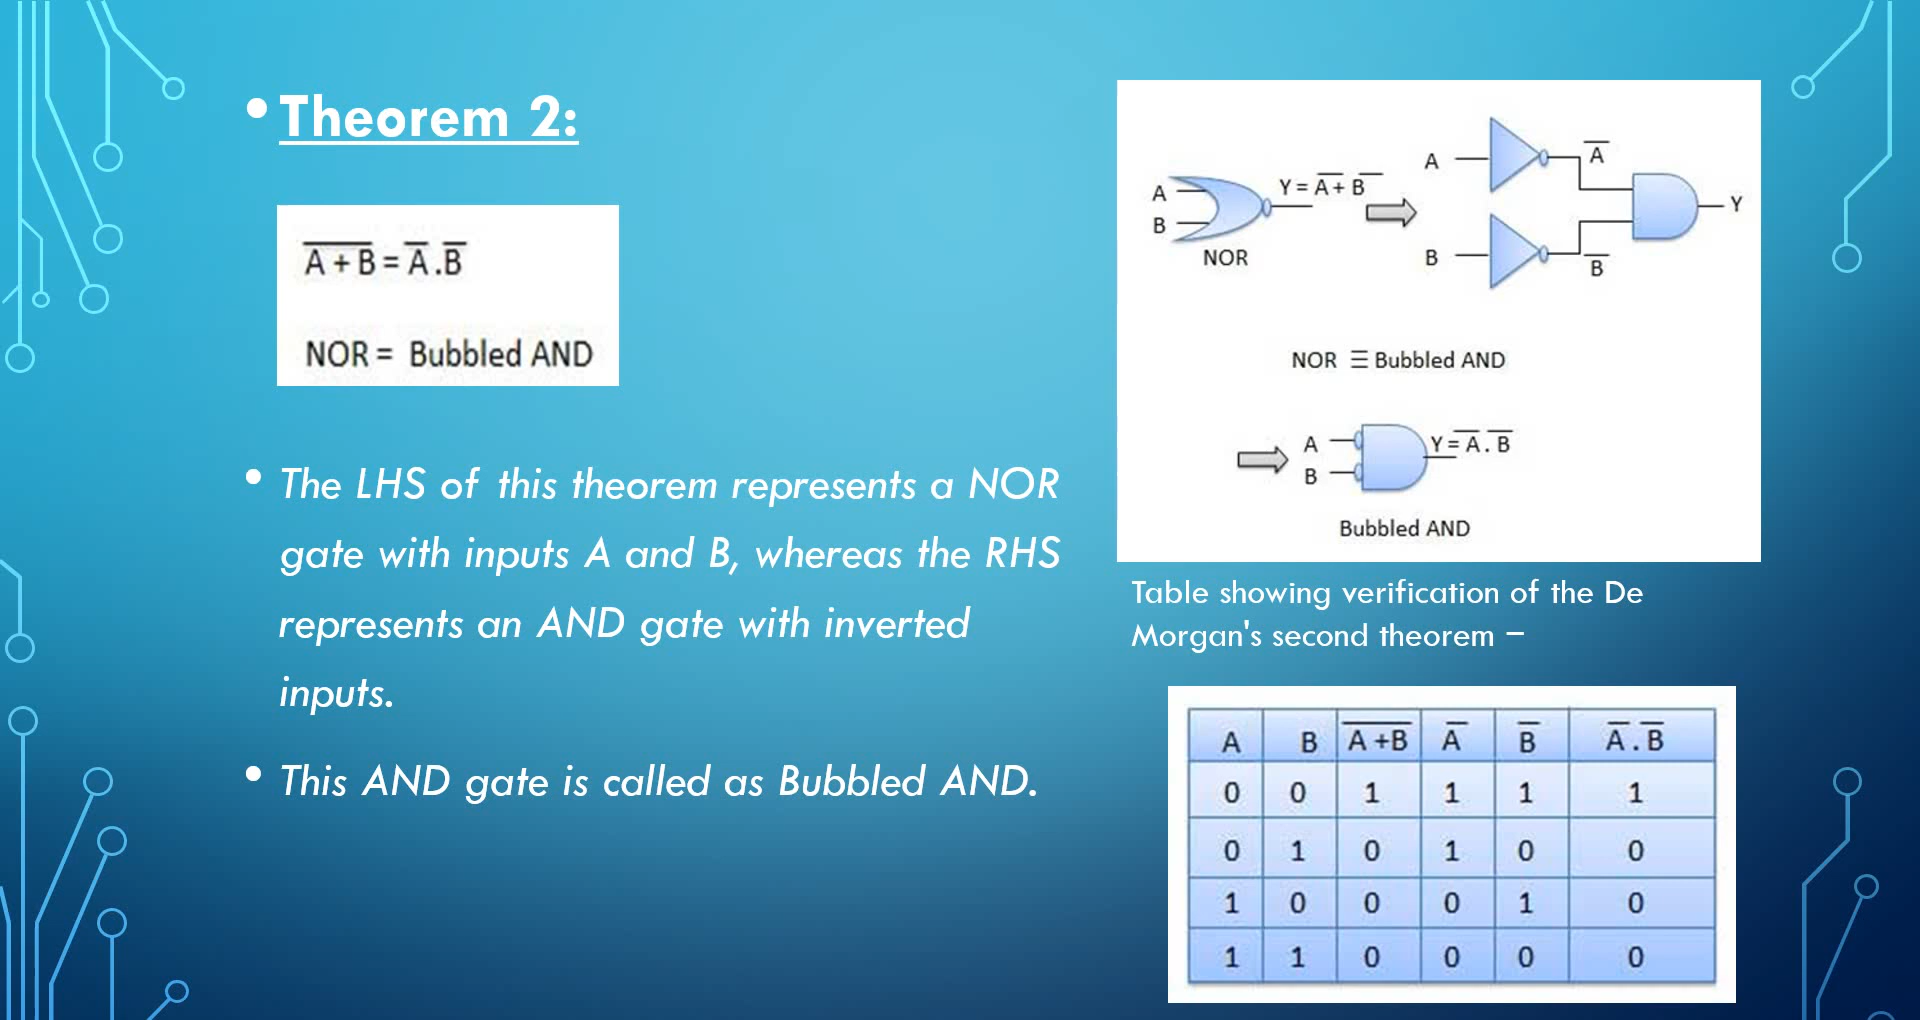 • Theorem 2:
A̅ ̅+̅ ̅B̅ = A̅ . B̅
NOR = Bubbled AND
• The LHS of this theorem represents a NOR
gate with inputs A and B, whereas the RHS
represents an AND gate with inverted
inputs.
• This AND gate is called as Bubbled AND.
A
B
NOR
Y = A̅ + B̅
A
A̅
B
B̅
Y
NOR ≡ Bubbled AND
A
B
Y = A̅ . B̅
Bubbled AND
Table showing verification of the De
Morgan's second theorem –
A B A̅ ̅+̅B̅ A̅ B̅ A̅ . B̅
0 0 1 1 1 1
0 1 0 1 0 0
1 0 0 0 1 0
1 1 0 0 0 0